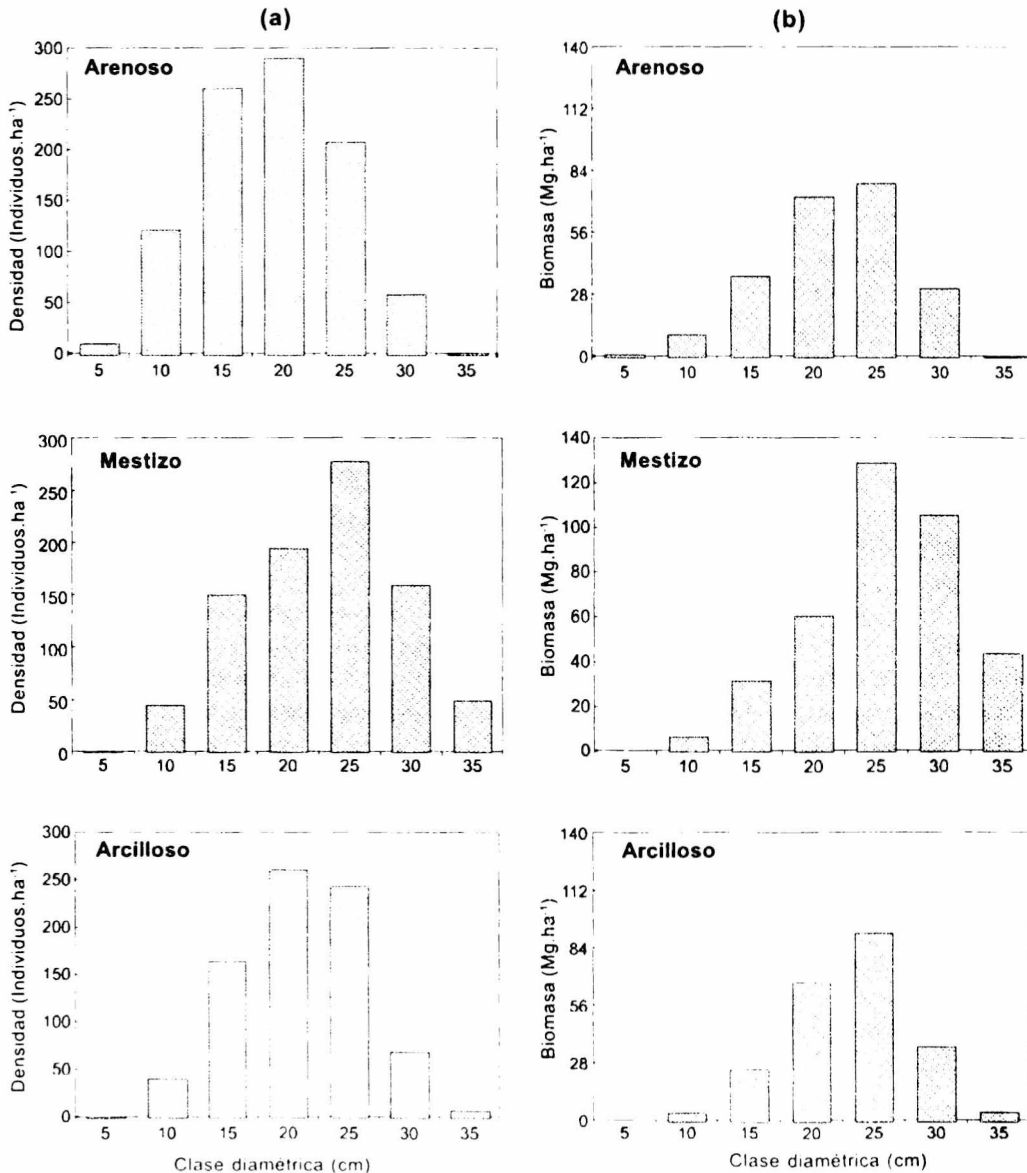 (a)
(b)
Arenoso
Densidad (Individuos.ha⁻¹)
300
250
200
150
100
50
0
5 10 15 20 25 30 35
Arenoso
Biomasa (Mg.ha⁻¹)
140
112
84
56
28
0
5 10 15 20 25 30 35
Mestizo
Densidad (Individuos.ha⁻¹)
300
250
200
150
100
50
0
5 10 15 20 25 30 35
Mestizo
Biomasa (Mg.ha⁻¹)
140
120
100
80
60
40
20
0
5 10 15 20 25 30 35
Arcilloso
Densidad (Individuos.ha⁻¹)
300
250
200
150
100
50
0
5 10 15 20 25 30 35
Clase diamétrica (cm)
Arcilloso
Biomasa (Mg.ha⁻¹)
140
112
84
56
28
0
5 10 15 20 25 30 35
Clase diamétrica (cm)